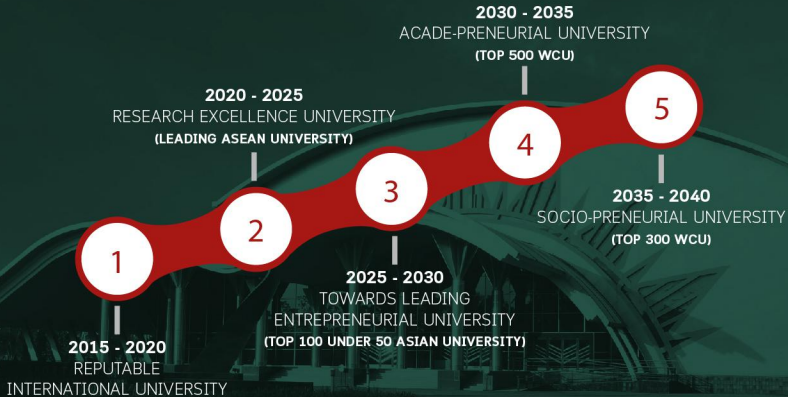 1
2015 - 2020
REPUTABLE
INTERNATIONAL UNIVERSITY
2020 - 2025
RESEARCH EXCELLENCE UNIVERSITY
(LEADING ASEAN UNIVERSITY)
2
3
2025 - 2030
TOWARDS LEADING
ENTREPRENEURIAL UNIVERSITY
(TOP 100 UNDER 50 ASIAN UNIVERSITY)
2030 - 2035
ACADE-PRENEURIAL UNIVERSITY
(TOP 500 WCU)
4
5
2035 - 2040
SOCIO-PRENEURIAL UNIVERSITY
(TOP 300 WCU)